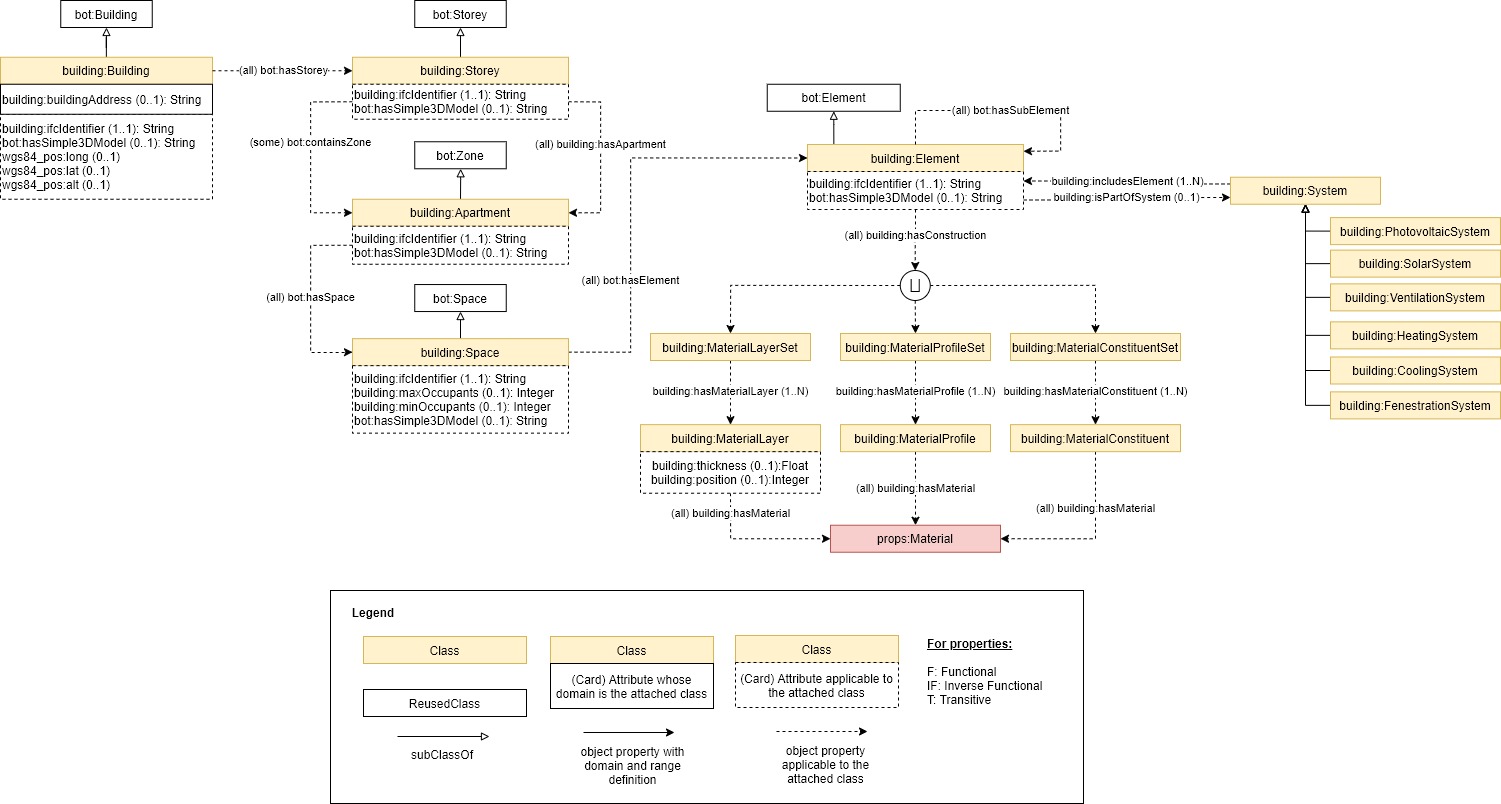 bot:Building
bot:Storey
building:Building
(all) bot:hasStorey
building:Storey
building:buildingAddress (0..1): String
building:ifcIdentifier (1..1): String
bot:hasSimple3DModel (0..1): String
wgs84_pos:long (0..1)
wgs84_pos:lat (0..1)
wgs84_pos:alt (0..1)
building:ifcIdentifier (1..1): String
bot:hasSimple3DModel (0..1): String
(some) bot:containsZone
(all) building:hasApartment
bot:Zone
building:Apartment
building:ifcIdentifier (1..1): String
bot:hasSimple3DModel (0..1): String
(all) bot:hasSpace
(all) bot:hasElement
bot:Space
building:Space
building:ifcIdentifier (1..1): String
building:maxOccupants (0..1): Integer
building:minOccupants (0..1): Integer
bot:hasSimple3DModel (0..1): String
bot:Element
(all) bot:hasSubElement
building:Element
building:ifcIdentifier (1..1): String
bot:hasSimple3DModel (0..1): String
building:includesElement (1..N)
building:isPartOfSystem (0..1)
building:System
building:PhotovoltaicSystem
building:SolarSystem
building:VentilationSystem
building:HeatingSystem
building:CoolingSystem
building:FenestrationSystem
(all) building:hasConstruction
⊔
building:MaterialLayerSet
building:MaterialProfileSet
building:MaterialConstituentSet
building:hasMaterialLayer (1..N)
building:hasMaterialProfile (1..N)
building:hasMaterialConstituent (1..N)
building:MaterialLayer
building:MaterialProfile
building:MaterialConstituent
building:thickness (0..1):Float
building:position (0..1):Integer
(all) building:hasMaterial
(all) building:hasMaterial
(all) building:hasMaterial
props:Material
Legend
Class
Class
Class
(Card) Attribute whose
domain is the attached class
(Card) Attribute applicable to
the attached class
ReusedClass
subClassOf
object property with
domain and range
definition
object property
applicable to the
attached class
For properties:
F: Functional
IF: Inverse Functional
T: Transitive